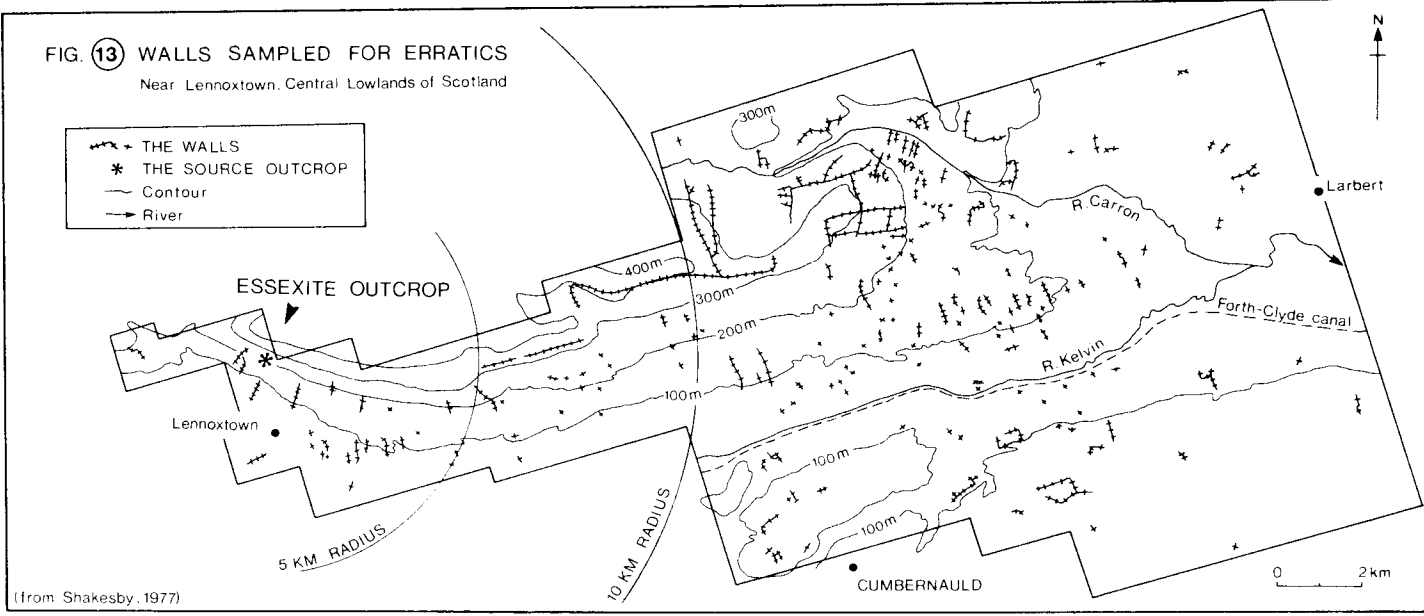 FIG. 13 WALLS SAMPLED FOR ERRATICS
Near Lennoxtown, Central Lowlands of Scotland
N
THE WALLS
THE SOURCE OUTCROP
Contour
River
300m
Larbert
R. Carron
400m
ESSEXITE OUTCROP
300m
200m
Forth-Clyde canal
R. Kelvin
100m
Lennoxtown
100m
100m
5 KM RADIUS
10 KM RADIUS
CUMBERNAULD
0 2km
(from Shakesby, 1977)